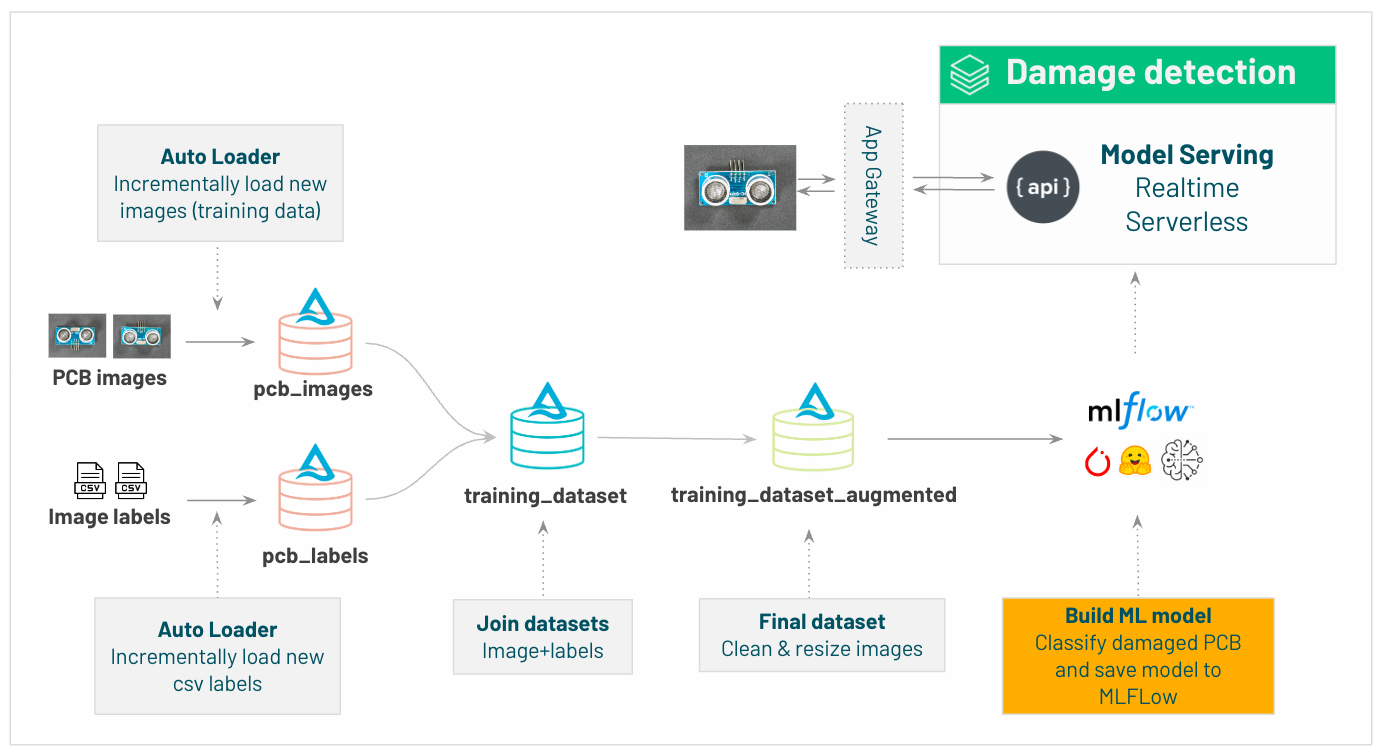 Damage detection
Auto Loader
Incrementally load new
images (training data)
App Gateway
{api}
Model Serving
Realtime
Serverless
PCB images
pcb_images
CSV
CSV
Image labels
pcb_labels
training_dataset
training_dataset_augmented
mlflow™
Auto Loader
Incrementally load new
csv labels
Join datasets
Image+labels
Final dataset
Clean & resize images
Build ML model
Classify damaged PCB
and save model to
MLFLow